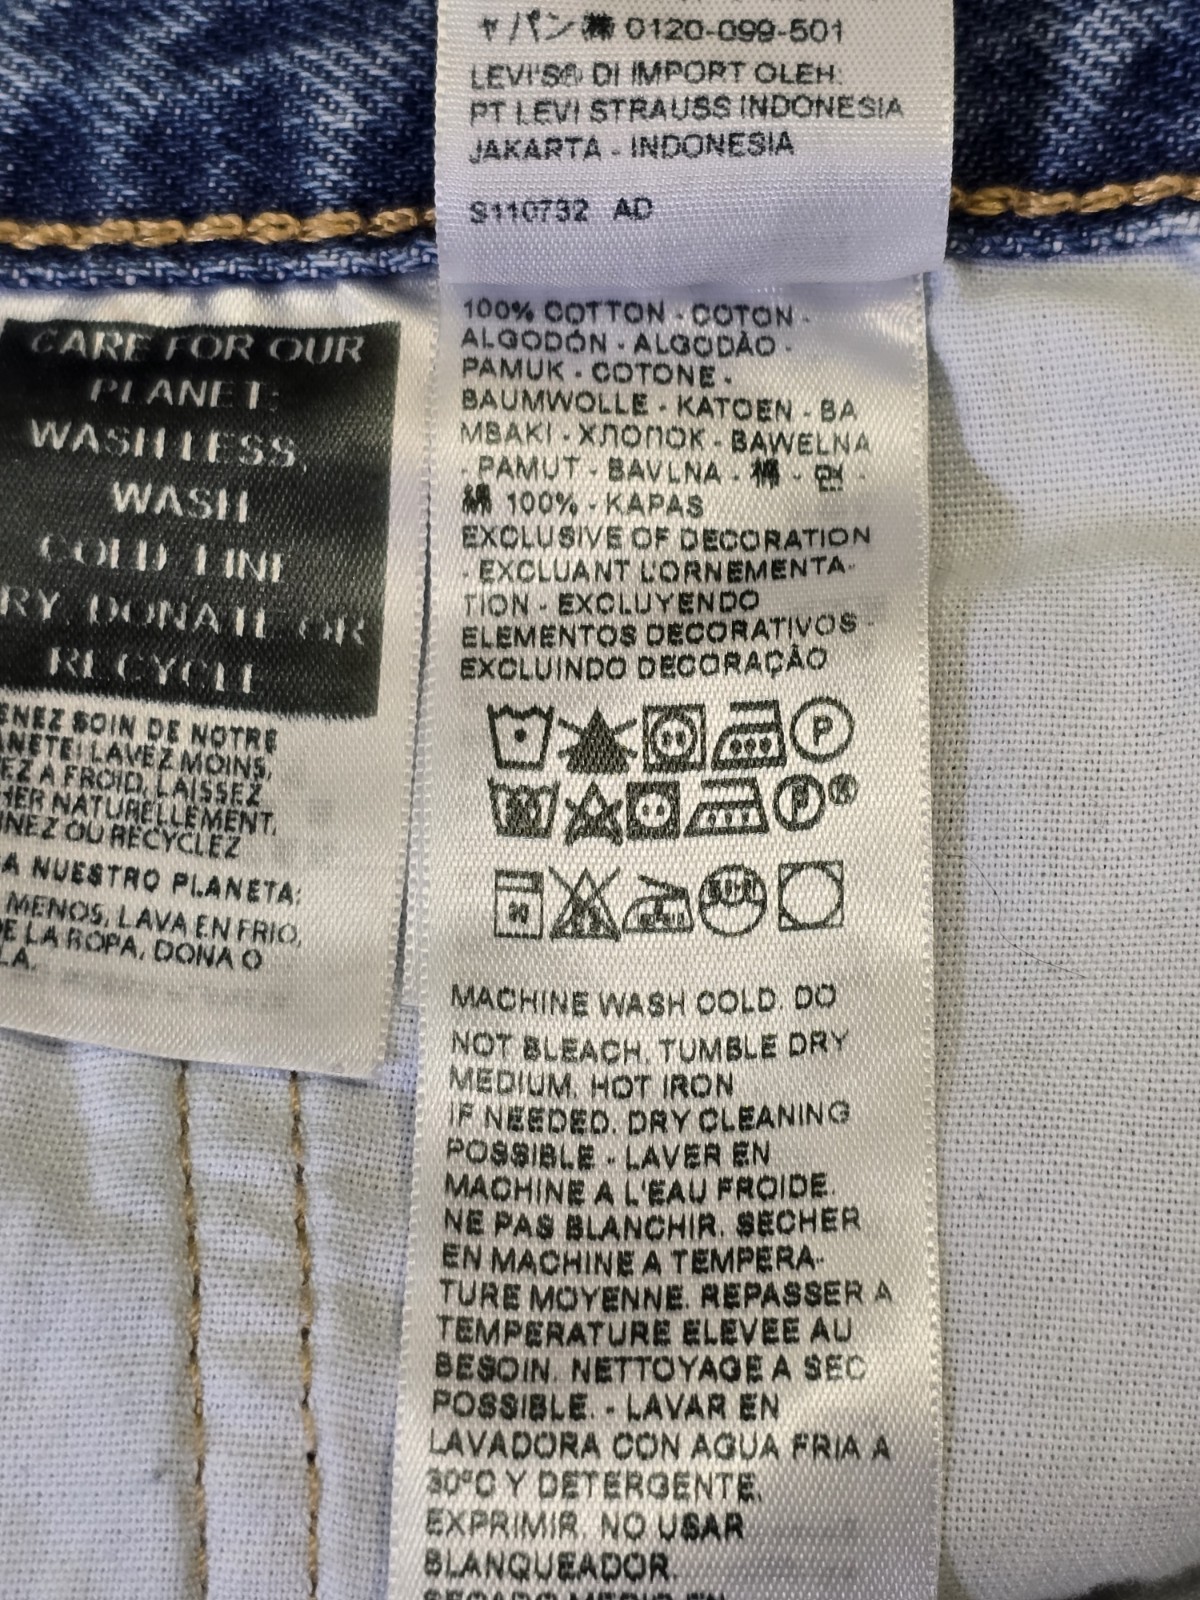 ャパン㈱ 0120-099-501
LEVI'S® DI IMPORT OLEH:
PT LEVI STRAUSS INDONESIA
JAKARTA - INDONESIA
S110732 AD
100% COTTON - COTON -
ALGODÓN - ALGODÃO -
PAMUK - COTONE -
BAUMWOLLE - KATOEN - BA
MBAKI - ХЛОПОК - BAWELNA
- PAMUT - BAVLNA - 棉 - 면 -
綿 100% - KAPAS
EXCLUSIVE OF DECORATION
- EXCLUANT L'ORNEMENTA-
TION - EXCLUYENDO
ELEMENTOS DECORATIVOS -
EXCLUINDO DECORAÇÃO
P
30 P
30
MACHINE WASH COLD. DO
NOT BLEACH. TUMBLE DRY
MEDIUM. HOT IRON
IF NEEDED. DRY CLEANING
POSSIBLE - LAVER EN
MACHINE A L'EAU FROIDE.
NE PAS BLANCHIR. SECHER
EN MACHINE A TEMPERA-
TURE MOYENNE. REPASSER A
TEMPERATURE ELEVEE AU
BESOIN. NETTOYAGE A SEC
POSSIBLE. - LAVAR EN
LAVADORA CON AGUA FRIA A
30ºC Y DETERGENTE,
EXPRIMIR. NO USAR
BLANQUEADOR.
CARE FOR OUR
PLANET:
WASH LESS,
WASH
COLD, LINE
RY, DONATE OR
RECYCLE
ENEZ SOIN DE NOTRE
ANETE! LAVEZ MOINS,
EZ A FROID, LAISSEZ
HER NATURELLEMENT,
NEZ OU RECYCLEZ
A NUESTRO PLANETA:
MENOS, LAVA EN FRIO,
E LA ROPA, DONA O
LA.